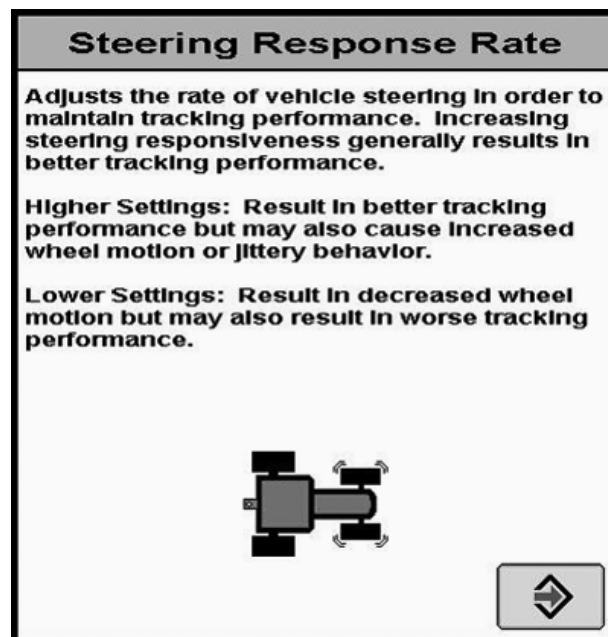 Steering Response Rate
Adjusts the rate of vehicle steering in order to
maintain tracking performance.  Increasing
steering responsiveness generally results in
better tracking performance.
Higher Settings:  Result in better tracking
performance but may also cause increased
wheel motion or jittery behavior.
Lower Settings:  Result in decreased wheel
motion but may also result in worse tracking
performance.